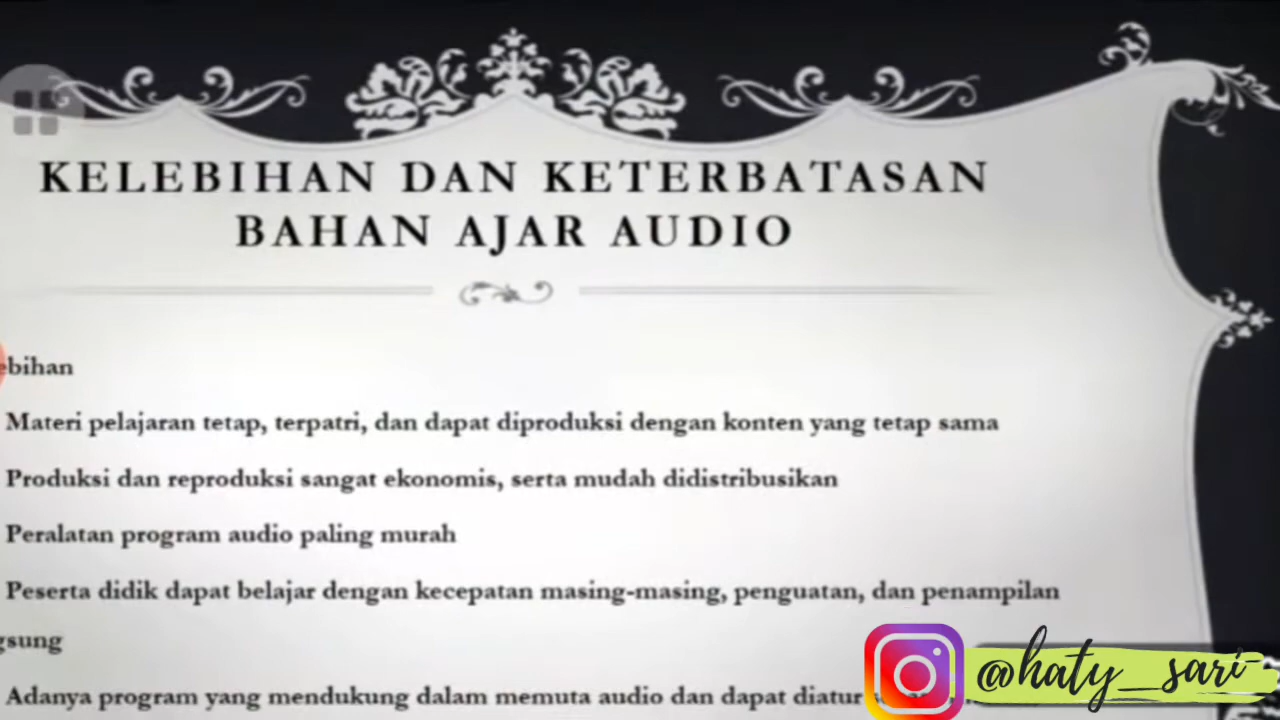 KELEBIHAN DAN KETERBATASAN
BAHAN AJAR AUDIO
Materi pelajaran tetap, terpatri, dan dapat diproduksi dengan konten yang tetap sama
Produksi dan reproduksi sangat ekonomis, serta mudah didistribusikan
Peralatan program audio paling murah
Peserta didik dapat belajar dengan kecepatan masing-masing, penguatan, dan penampilan
Adanya program yang mendukung dalam memuta audio dan dapat diatur
@haty_sari